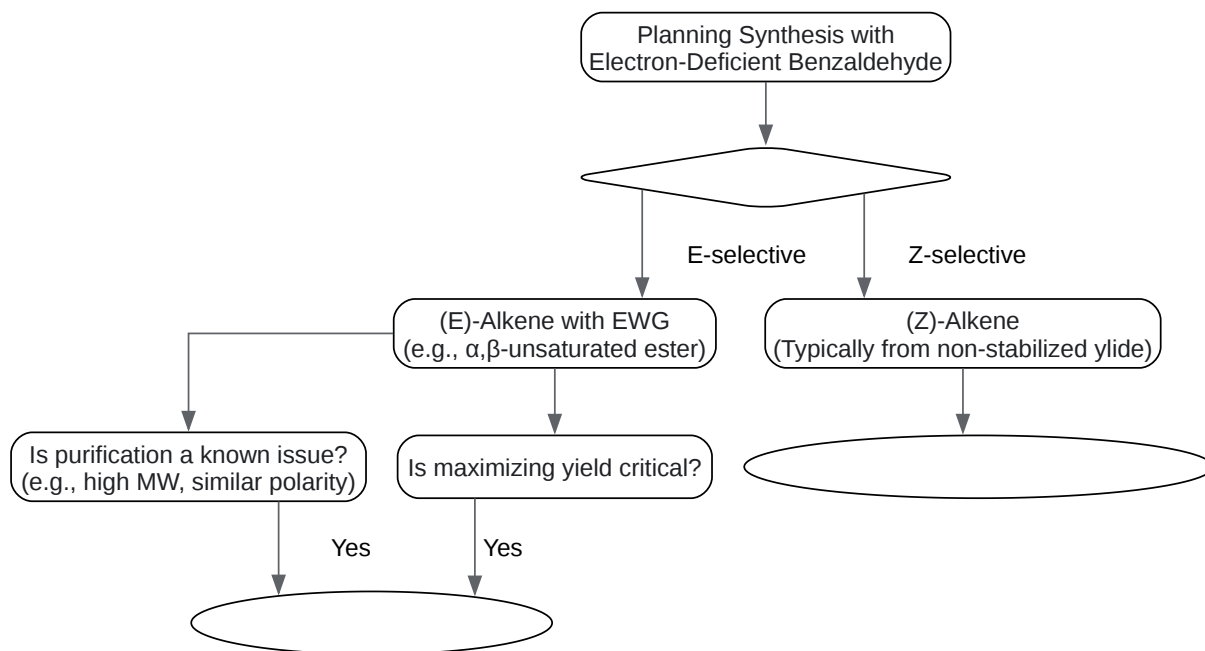 Planning Synthesis with
Electron-Deficient Benzaldehyde
E-selective
Z-selective
(E)-Alkene with EWG
(e.g., α,β-unsaturated ester)
(Z)-Alkene
(Typically from non-stabilized ylide)
Is purification a known issue?
(e.g., high MW, similar polarity)
Is maximizing yield critical?
Yes
Yes